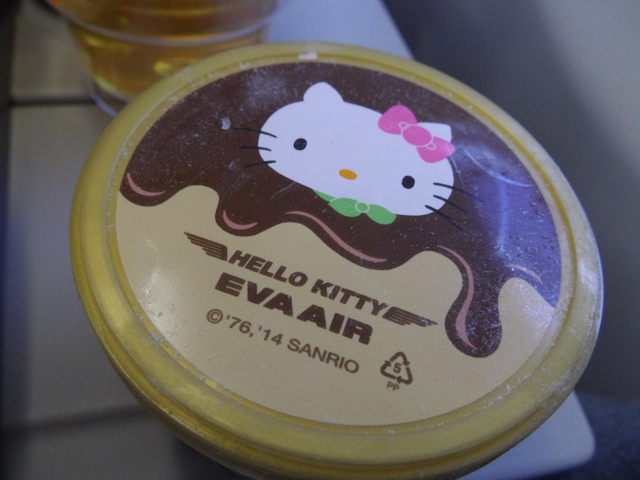 HELLO KITTY
EVA AIR
© '76, '14 SANRIO
5
PP